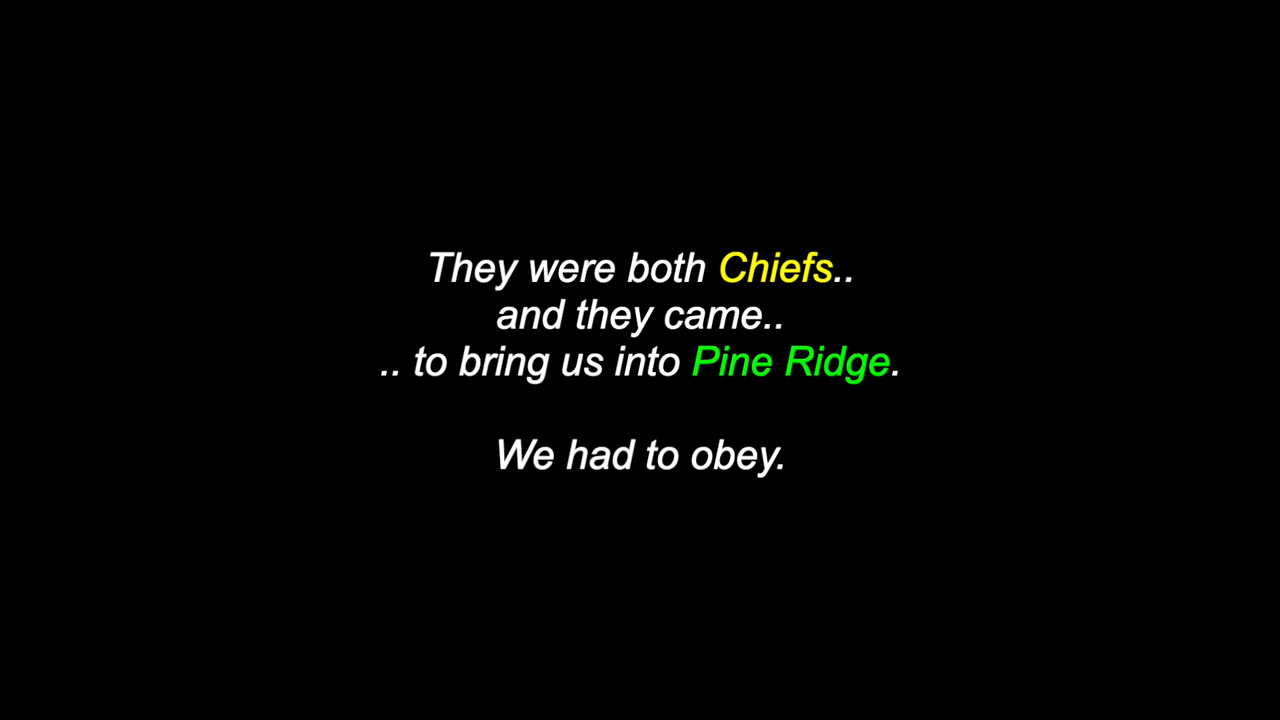 They were both Chiefs..
and they came..
.. to bring us into Pine Ridge.
We had to obey.